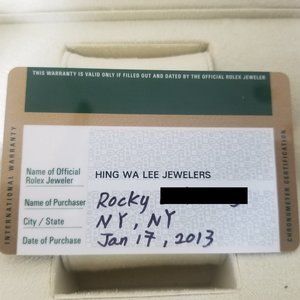 THIS WARRANTY IS VALID ONLY IF FILLED OUT AND DATED BY THE OFFICIAL ROLEX JEWELER
INTERNATIONAL WARRANTY
CHRONOMETER CERTIFICATION
Name of Official
Rolex Jeweler
HING WA LEE JEWELERS
Name of Purchaser
Rocky
City / State
NY, NY
Date of Purchase
Jan 17, 2013